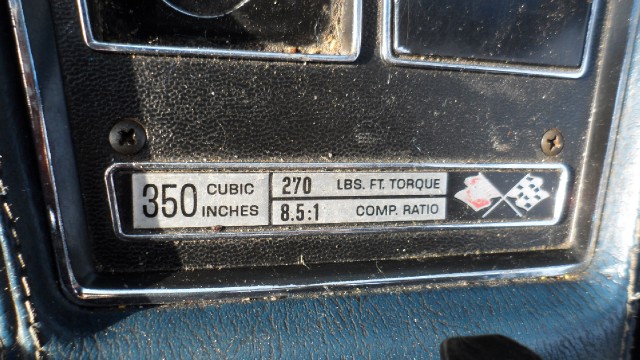 350 CUBIC INCHES
270 LBS. FT. TORQUE
8.5:1 COMP. RATIO